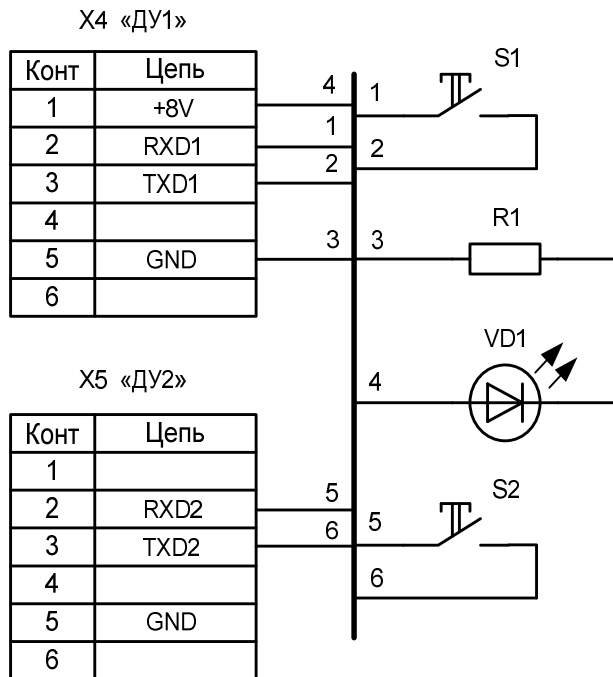 X4 «ДУ1»
Конт Цепь
1 +8V
2 RXD1
3 TXD1
4
5 GND
6
4
1
2
3
1
2
3
4
5
6
S1
R1
VD1
S2
X5 «ДУ2»
Конт Цепь
1
2 RXD2
3 TXD2
4
5 GND
6
5
6